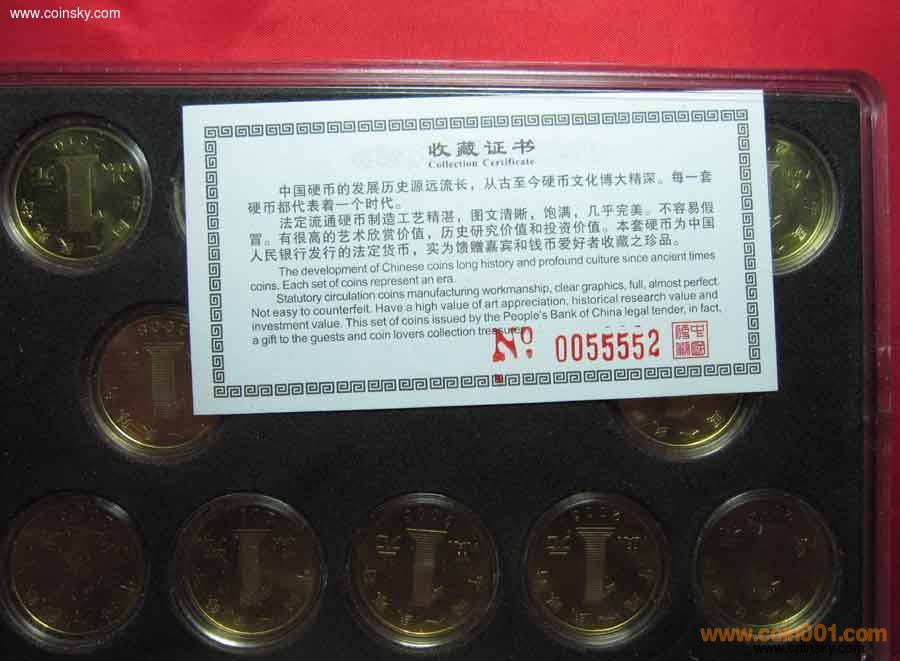 www.coinsky.com
www.coinsky.com
收藏证书
Collection Certificate
中国硬币的发展历史源远流长，从古至今硬币文化博大精深。每一套
硬币都代表着一个时代。
法定流通硬币制造工艺精湛，图文清晰，饱满，几乎完美。不容易假
冒。有很高的艺术欣赏价值，历史研究价值和投资价值。本套硬币为中国
人民银行发行的法定货币，实为馈赠嘉宾和钱币爱好者收藏之珍品。
The development of Chinese coins long history and profound culture since ancient times
coins. Each set of coins represent an era.
Statutory circulation coins manufacturing workmanship, clear graphics, full, almost perfect.
Not easy to counterfeit. Have a high value of art appreciation, historical research value and
investment value. This set of coins issued by the People's Bank of China legal tender, in fact,
a gift to the guests and coin lovers collection treasures.
No. 0055552
www.coin001.com
www.coinsky.com